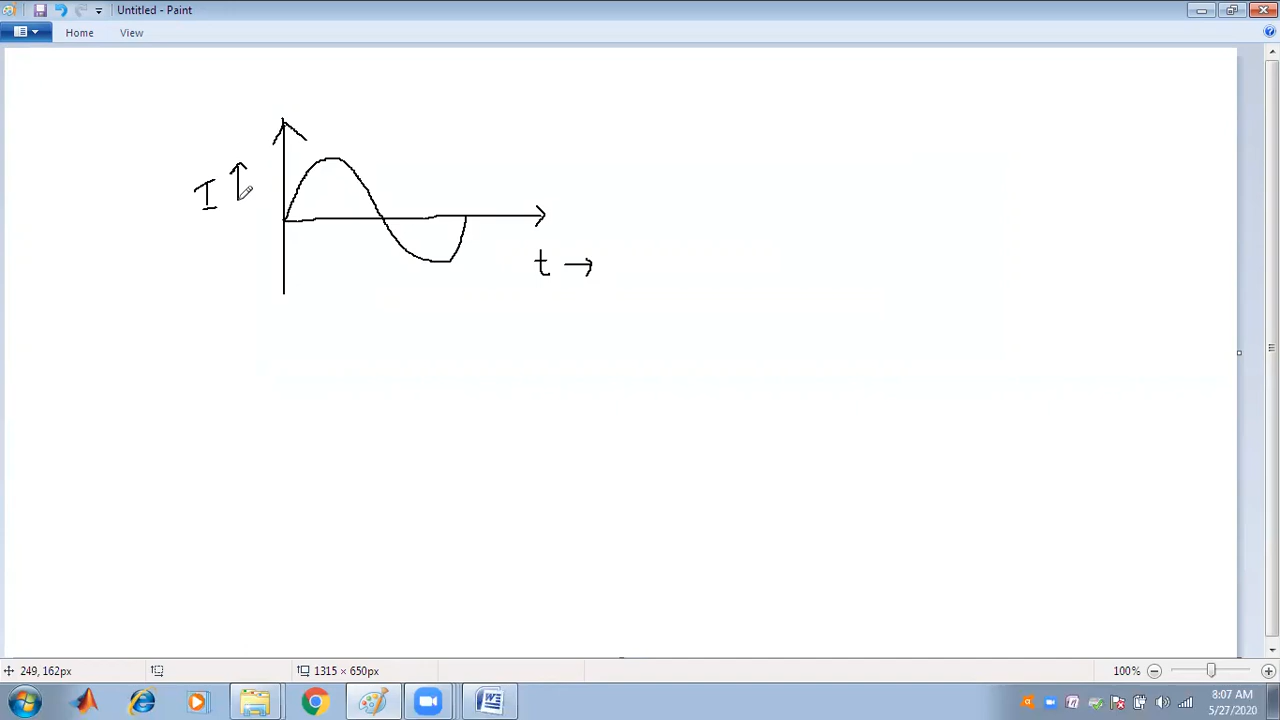 Untitled - Paint
Home View
I ↑
t →
249, 162px
1315 × 650px
100%
8:07 AM
5/27/2020